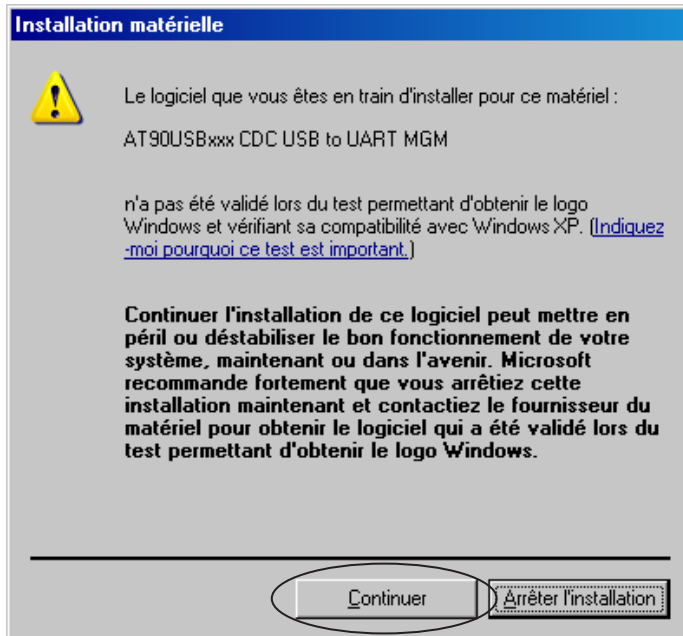 Installation matérielle
Le logiciel que vous êtes en train d'installer pour ce matériel :
AT90USBxxx CDC USB to UART MGM
n'a pas été validé lors du test permettant d'obtenir le logo
Windows et vérifiant sa compatibilité avec Windows XP. (Indiquez
-moi pourquoi ce test est important.)
Continuer l'installation de ce logiciel peut mettre en
péril ou déstabiliser le bon fonctionnement de votre
système, maintenant ou dans l'avenir. Microsoft
recommande fortement que vous arrêtiez cette
installation maintenant et contactiez le fournisseur du
matériel pour obtenir le logiciel qui a été validé lors du
test permettant d'obtenir le logo Windows.
Continuer Arrêter l'installation